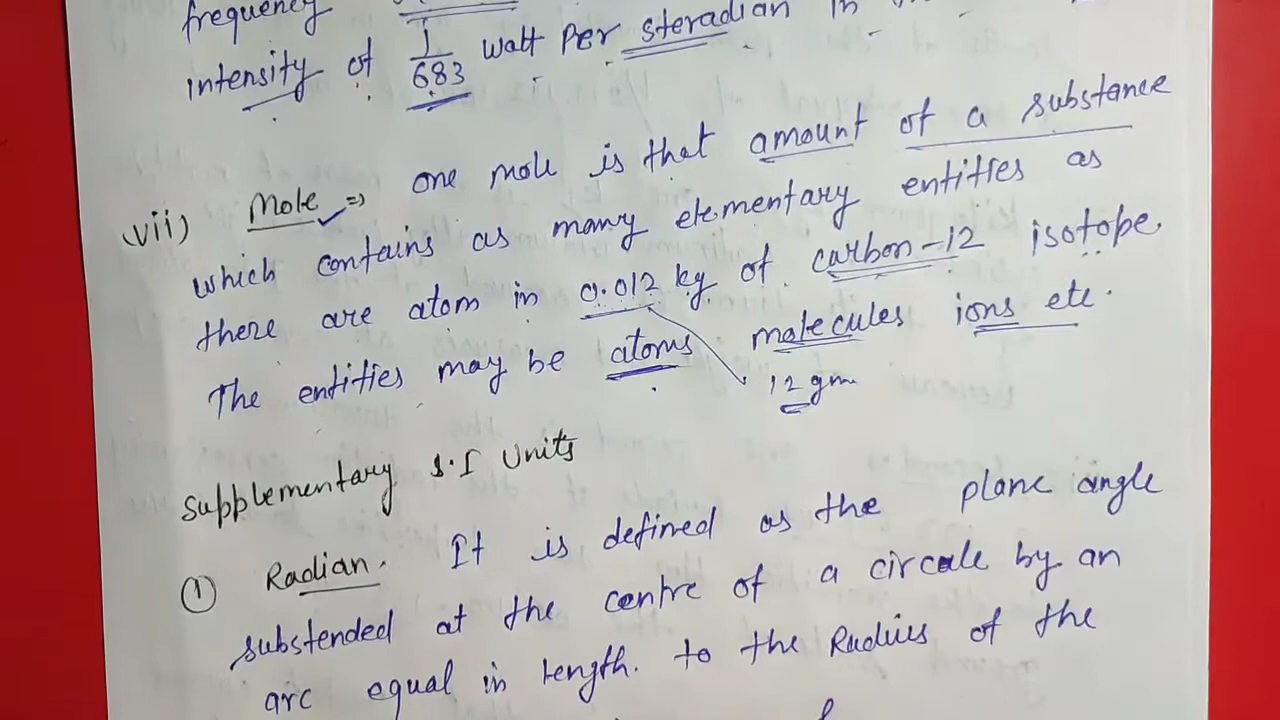 frequency
intensity of 1/683 watt per steradian in
(vii) Mole ⇒ one mole is that amount of a substance
which contains as many elementary entities as
there are atom in 0.012 kg of carbon-12 isotope.
The entities may be atoms molecules ions etc.
12 gm
Supplementary S.I Units
① Radian. It is defined as the plane angle
substended at the centre of a circale by an
arc equal in length. to the Radius of the